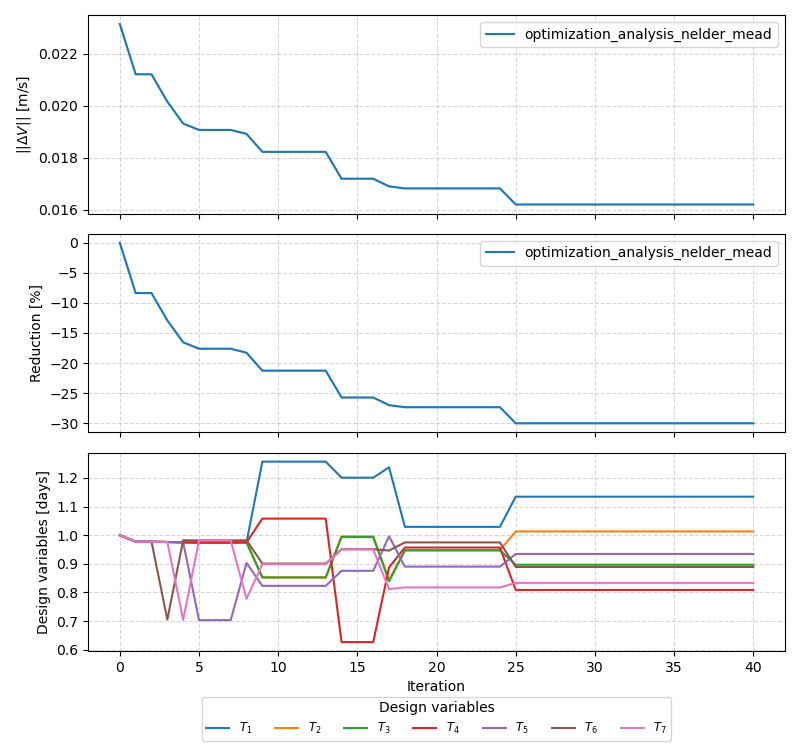 optimization_analysis_nelder_mead
||ΔV|| [m/s]
0.022
0.020
0.018
0.016
optimization_analysis_nelder_mead
Reduction [%]
0
−5
−10
−15
−20
−25
−30
Design variables [days]
1.2
1.1
1.0
0.9
0.8
0.7
0.6
0 5 10 15 20 25 30 35 40
Iteration
Design variables
T₁ T₂ T₃ T₄ T₅ T₆ T₇